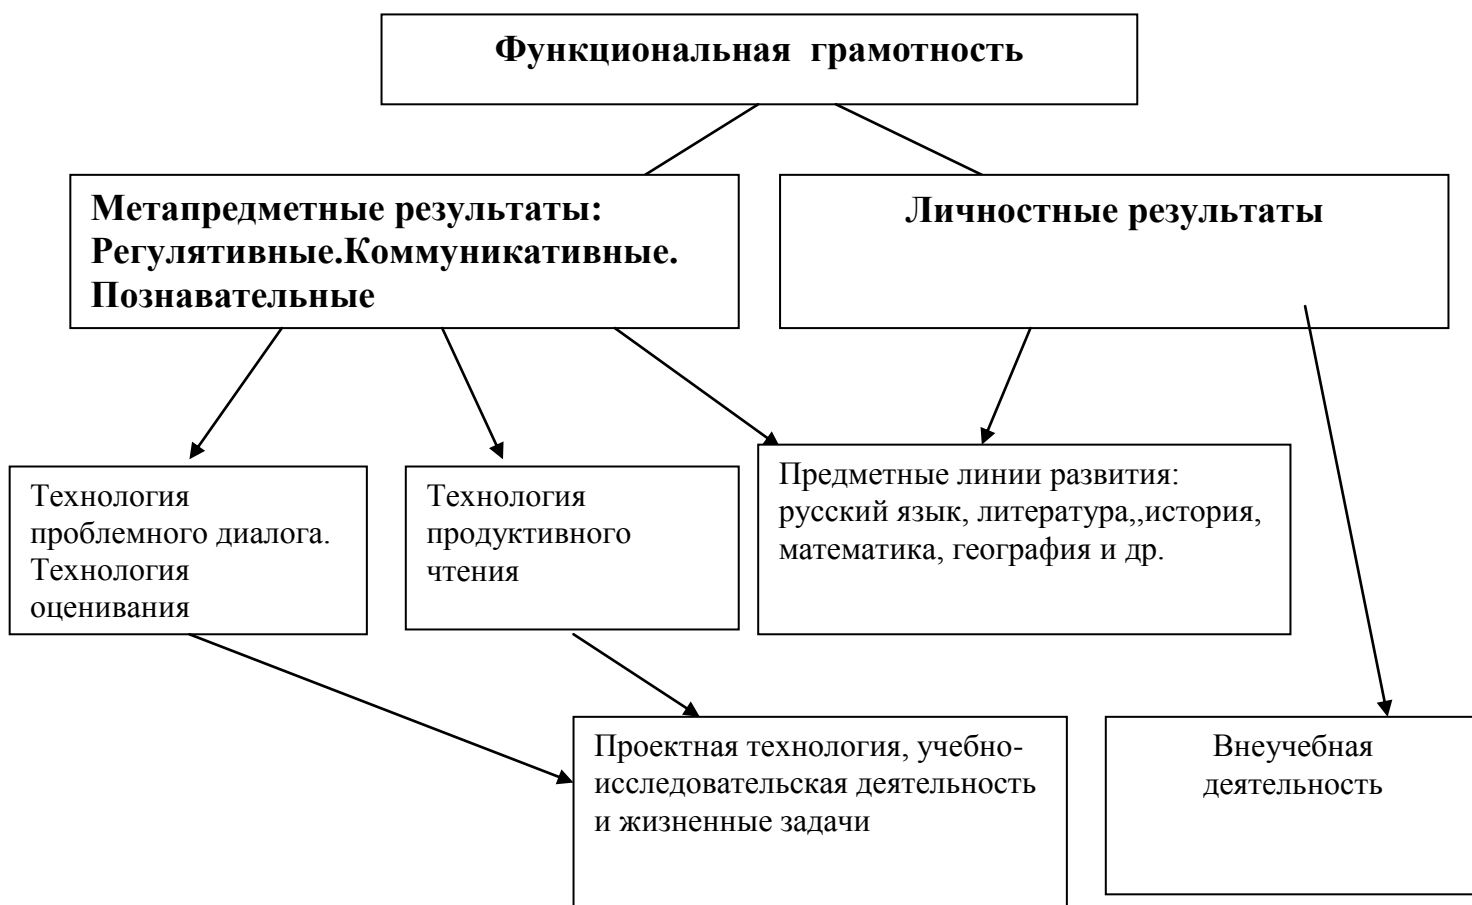 Функциональная грамотность
Метапредметные результаты:
Регулятивные.Коммуникативные.
Познавательные
Личностные результаты
Технология
проблемного диалога.
Технология
оценивания
Технология
продуктивного
чтения
Предметные линии развития:
русский язык, литература,,история,
математика, география и др.
Проектная технология, учебно-
исследовательская деятельность
и жизненные задачи
Внеучебная
деятельность